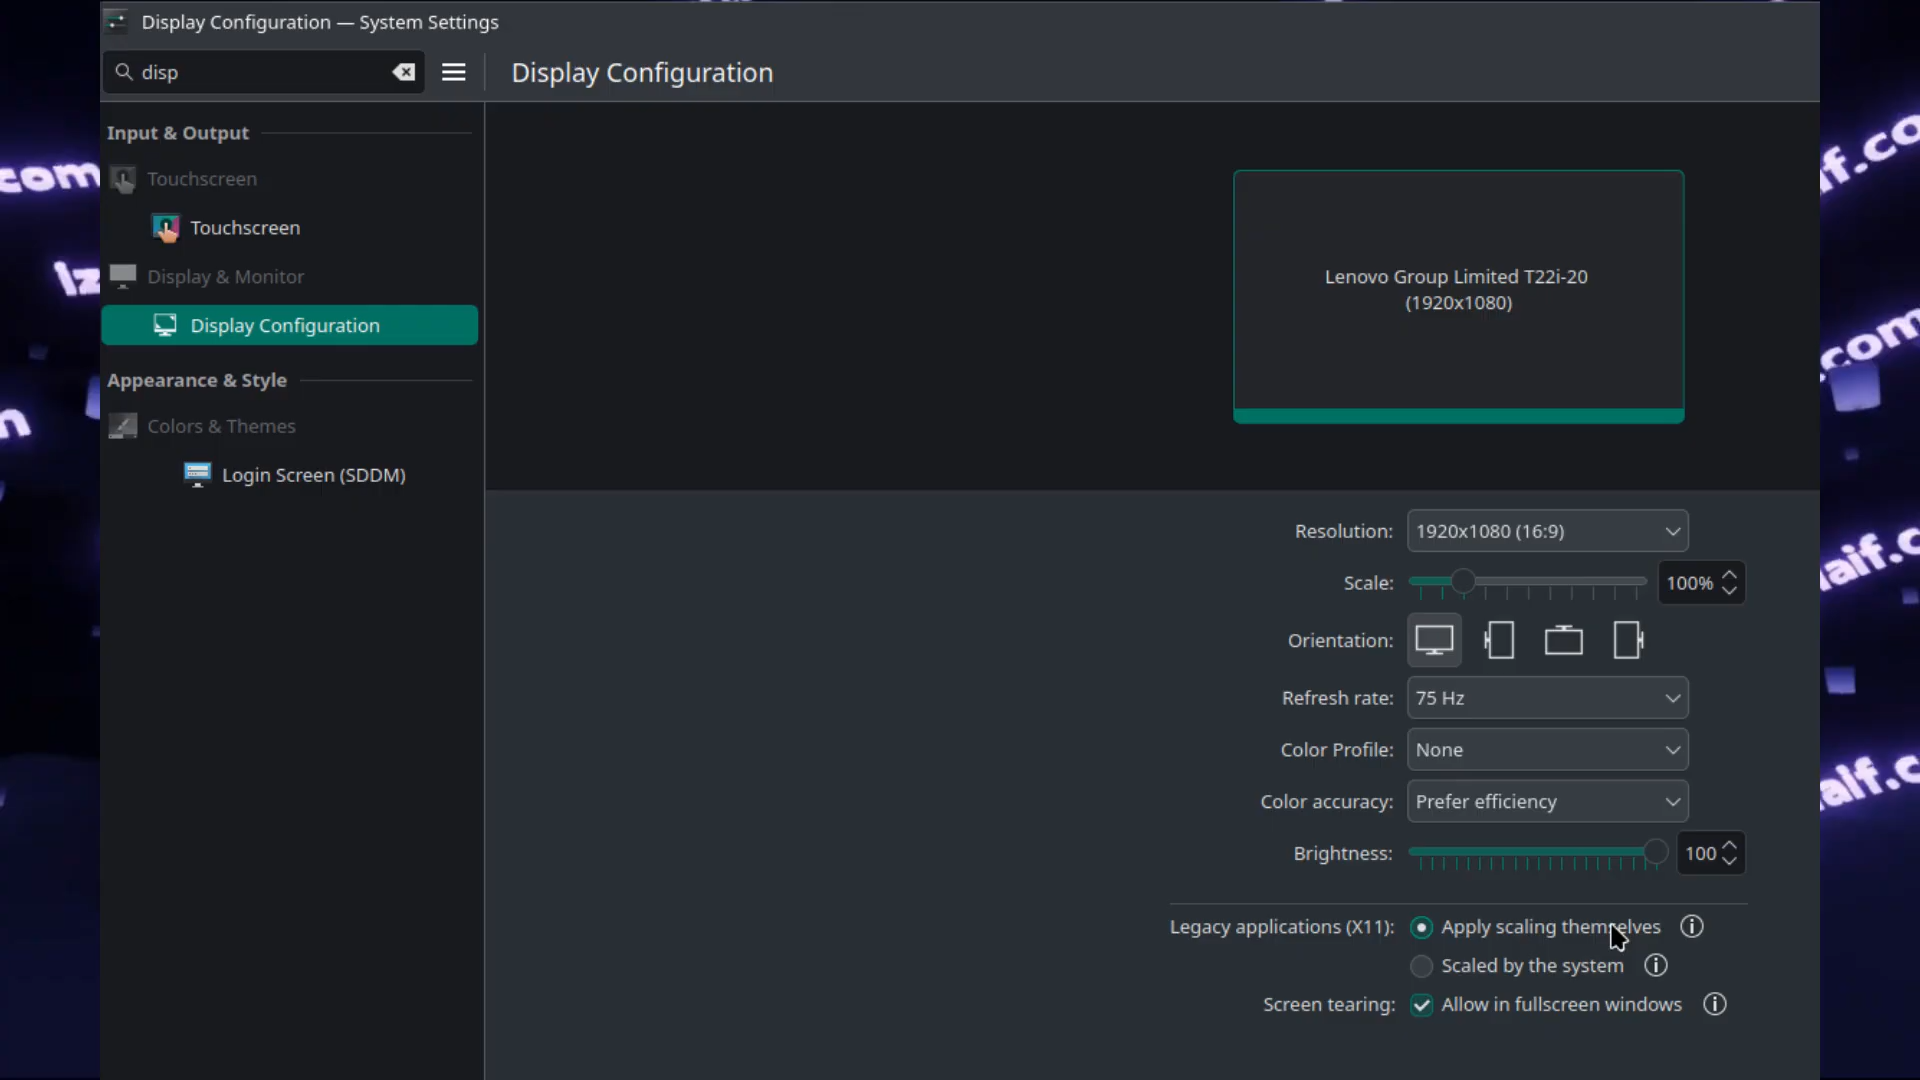 Display Configuration — System Settings
disp
Display Configuration
Input & Output
Touchscreen
Touchscreen
Display & Monitor
Display Configuration
Appearance & Style
Colors & Themes
Login Screen (SDDM)
Lenovo Group Limited T22i-20
(1920x1080)
Resolution: 1920x1080 (16:9)
Scale: 100%
Orientation:
Refresh rate: 75 Hz
Color Profile: None
Color accuracy: Prefer efficiency
Brightness: 100
Legacy applications (X11): Apply scaling themselves
Scaled by the system
Screen tearing: Allow in fullscreen windows